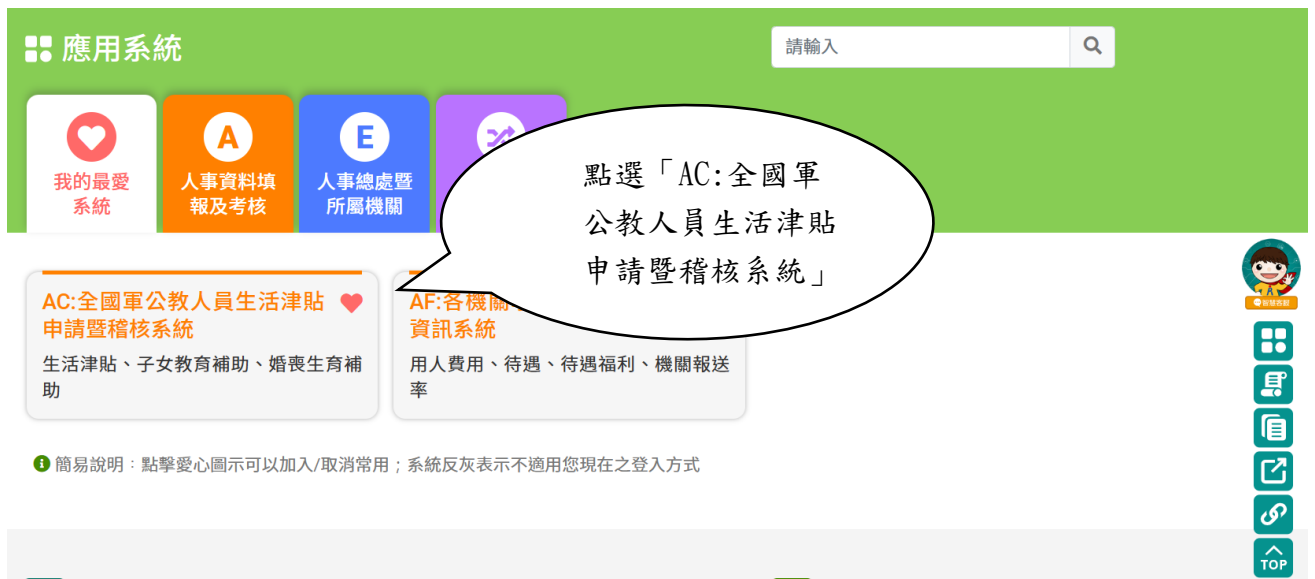 應用系統
請輸入
A
E
我的最愛
系統
人事資料填
報及考核
人事總處暨
所屬機關
點選「AC:全國軍
公教人員生活津貼
申請暨稽核系統」
AC:全國軍公教人員生活津貼
申請暨稽核系統
生活津貼、子女教育補助、婚喪生育補
助
AF:各機關
資訊系統
用人費用、待遇、待遇福利、機關報送
率
簡易說明：點擊愛心圖示可以加入/取消常用；系統反灰表示不適用您現在之登入方式
TOP